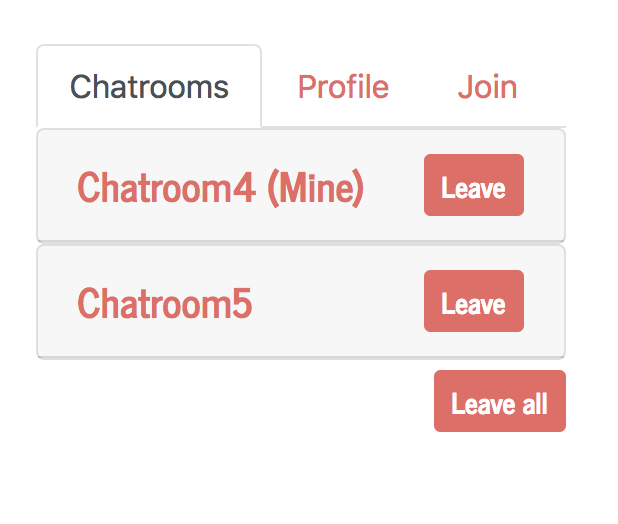 Chatrooms Profile Join
Chatroom4 (Mine) Leave
Chatroom5 Leave
Leave all